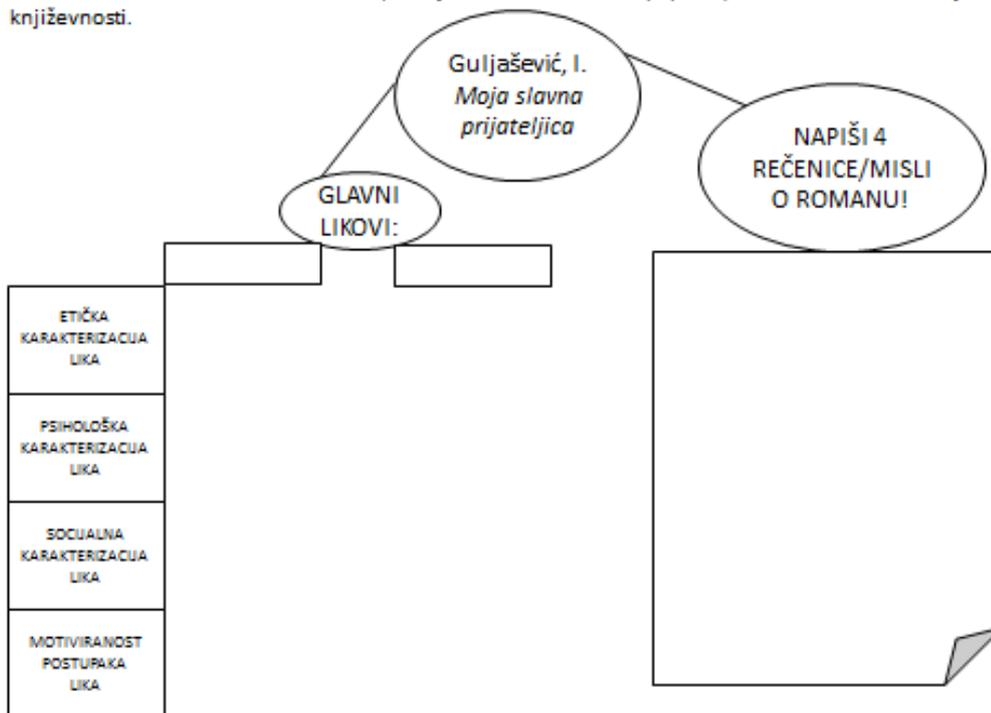 književnosti.
Guljašević, I.
Moja slavna
prijateljica
NAPIŠI 4
REČENICE/MISLI
O ROMANU!
GLAVNI
LIKOVI:
ETIČKA
KARAKTERIZACIJA
LIKA
PSIHOLOŠKA
KARAKTERIZACIJA
LIKA
SOCIJALNA
KARAKTERIZACIJA
LIKA
MOTIVIRANOST
POSTUPAKA
LIKA